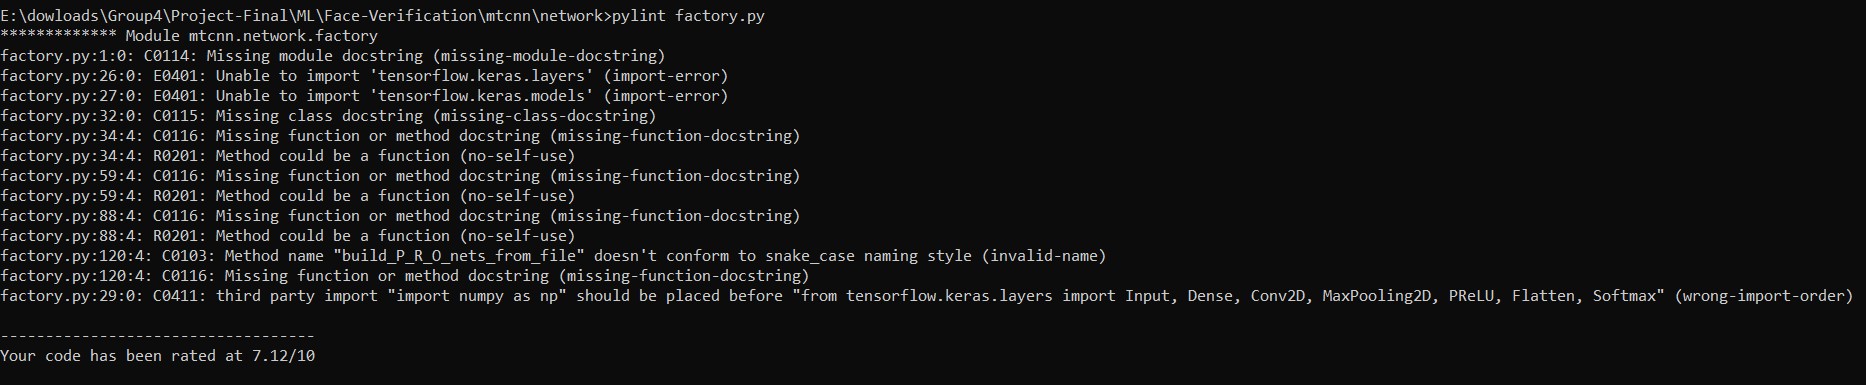 E:\dowloads\Group4\Project-Final\ML\Face-Verification\mtcnn\network>pylint factory.py
************* Module mtcnn.network.factory
factory.py:1:0: C0114: Missing module docstring (missing-module-docstring)
factory.py:26:0: E0401: Unable to import 'tensorflow.keras.layers' (import-error)
factory.py:27:0: E0401: Unable to import 'tensorflow.keras.models' (import-error)
factory.py:32:0: C0115: Missing class docstring (missing-class-docstring)
factory.py:34:4: C0116: Missing function or method docstring (missing-function-docstring)
factory.py:34:4: R0201: Method could be a function (no-self-use)
factory.py:59:4: C0116: Missing function or method docstring (missing-function-docstring)
factory.py:59:4: R0201: Method could be a function (no-self-use)
factory.py:88:4: C0116: Missing function or method docstring (missing-function-docstring)
factory.py:88:4: R0201: Method could be a function (no-self-use)
factory.py:120:4: C0103: Method name "build_P_R_O_nets_from_file" doesn't conform to snake_case naming style (invalid-name)
factory.py:120:4: C0116: Missing function or method docstring (missing-function-docstring)
factory.py:29:0: C0411: third party import "import numpy as np" should be placed before "from tensorflow.keras.layers import Input, Dense, Conv2D, MaxPooling2D, PReLU, Flatten, Softmax" (wrong-import-order)
-----------------------------------
Your code has been rated at 7.12/10